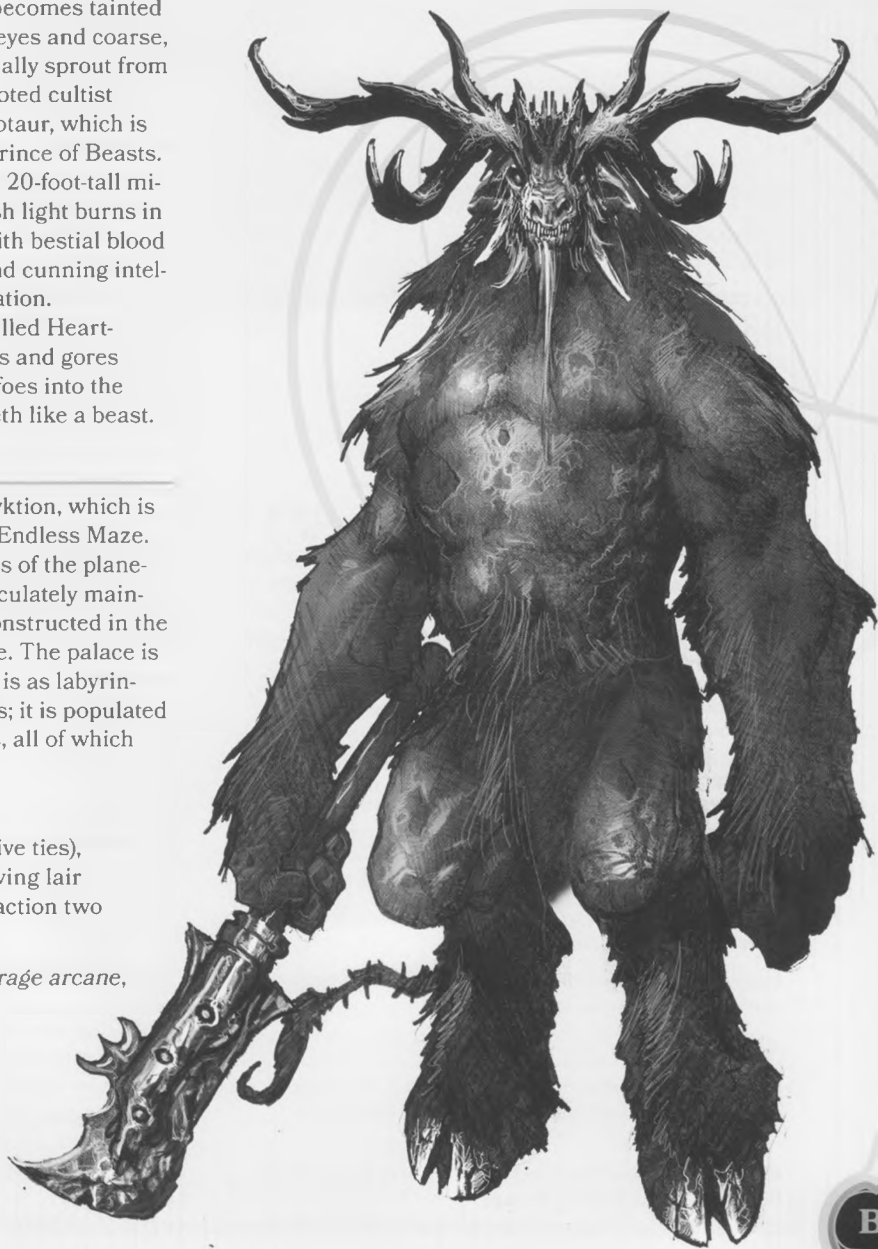 becomes tainted
eyes and coarse,
ally sprout from
oted cultist
otaur, which is
rince of Beasts.
20-foot-tall mi-
sh light burns in
ith bestial blood
nd cunning intel-
ation.
lled Heart-
s and gores
foes into the
eth like a beast.
yktion, which is
Endless Maze.
s of the plane-
culately main-
onstructed in the
e. The palace is
is as labyrin-
s; it is populated
, all of which
ive ties),
ving lair
action two
rage arcane,
B